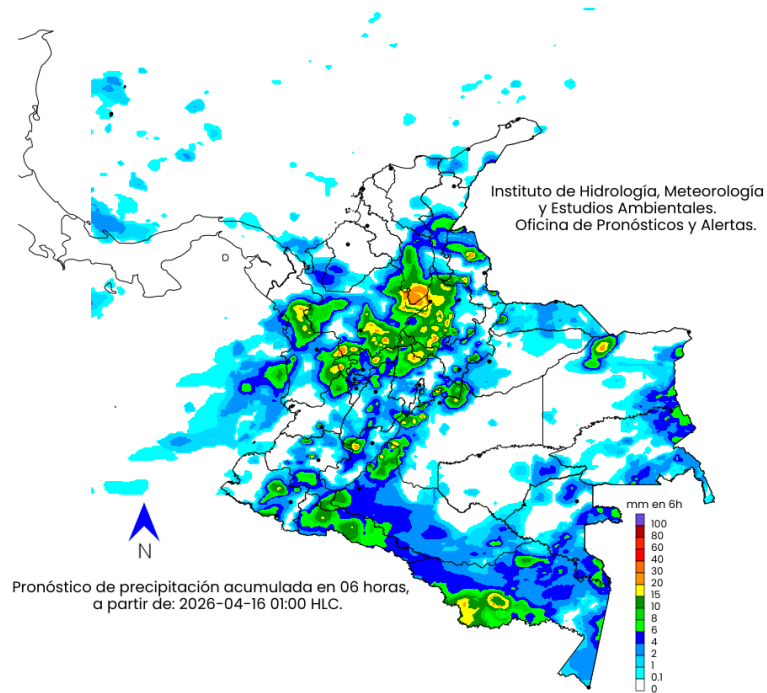 Instituto de Hidrología, Meteorología
y Estudios Ambientales.
Oficina de Pronósticos y Alertas.
mm en 6h
100
80
60
40
30
20
15
10
8
6
4
2
1
0.1
0
N
Pronóstico de precipitación acumulada en 06 horas,
a partir de: 2026-04-16 01:00 HLC.